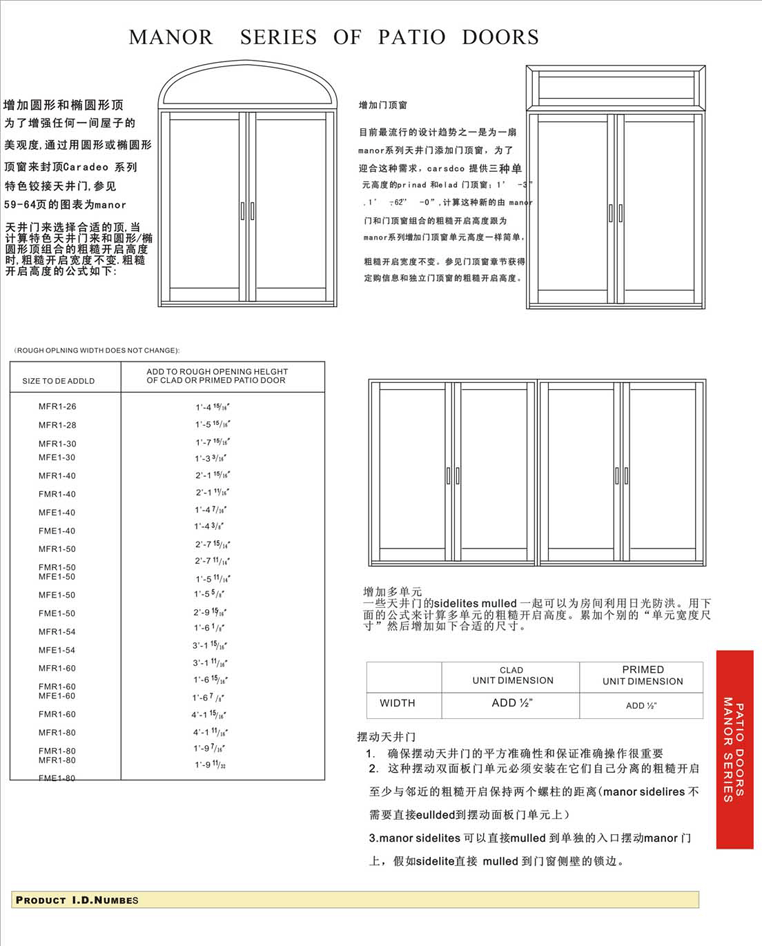 MANOR SERIES OF PATIO DOORS
增加圆形和椭圆形顶
为了增强任何一间屋子的
美观度,通过用圆形或椭圆形
顶窗来封顶Caradeo 系列
特色铰接天井门,参见
59-64页的图表为manor
天井门来选择合适的顶,当
计算特色天井门来和圆形/椭
圆形顶组合的粗糙开启高度
时,粗糙开启宽度不变.粗糙
开启高度的公式如下:
增加门顶窗
目前最流行的设计趋势之一是为一扇
manor系列天井门添加门顶窗，为了
迎合这种需求，carsdco 提供三种单
元高度的prinad 和elad 门顶窗：1' -3"
.1' -62" -0",计算这种新的由 manor
门和门顶窗组合的粗糙开启高度跟为
manor系列增加门顶窗单元高度一样简单，
粗糙开启宽度不变。参见门顶窗章节获得
定购信息和独立门顶窗的粗糙开启高度。
(ROUGH OPLNING WIDTH DOES NOT CHANGE):
SIZE TO DE ADDLD
ADD TO ROUGH OPENING HELGHT
OF CLAD OR PRIMED PATIO DOOR
MFR1-26 1'-4 15/16"
MFR1-28 1'-5 15/16"
MFR1-30 1'-7 15/16"
MFE1-30 1'-3 3/16"
MFR1-40 2'-1 15/16"
FMR1-40 2'-1 11/16"
MFE1-40 1'-4 7/16"
FME1-40 1'-4 3/8"
MFR1-50 2'-7 15/16"
FMR1-50 2'-7 11/16"
MFE1-50 1'-5 11/16"
MFE1-50 1'-5 5/8"
FME1-50 2'-9 15/16"
MFR1-54 1'-6 1/8"
MFE1-54 3'-1 15/16"
MFR1-60 3'-1 11/16"
FMR1-60 1'-6 15/16"
MFE1-60 1'-6 7/8"
FMR1-60 4'-1 15/16"
MFR1-80 4'-1 11/16"
FMR1-80 1'-9 7/16"
MFR1-80 1'-9 11/32
FME1-80
增加多单元
一些天井门的sidelites mulled 一起可以为房间利用日光防洪。用下
面的公式来计算多单元的粗糙开启高度。累加个别的“单元宽度尺
寸”然后增加如下合适的尺寸。
CLAD
UNIT DIMENSION
PRIMED
UNIT DIMENSION
WIDTH ADD ½" ADD ½"
摆动天井门
1. 确保摆动天井门的平方准确性和保证准确操作很重要
2. 这种摆动双面板门单元必须安装在它们自己分离的粗糙开启
至少与邻近的粗糙开启保持两个螺柱的距离(manor sidelires 不
需要直接eullded到摆动面板门单元上)
3.manor sidelites 可以直接mulled 到单独的入口摆动manor 门
上，假如sidelite直接 mulled 到门窗侧壁的锁边。
PATIO DOORS
MANOR SERIES
PRODUCT I.D.NUMBES